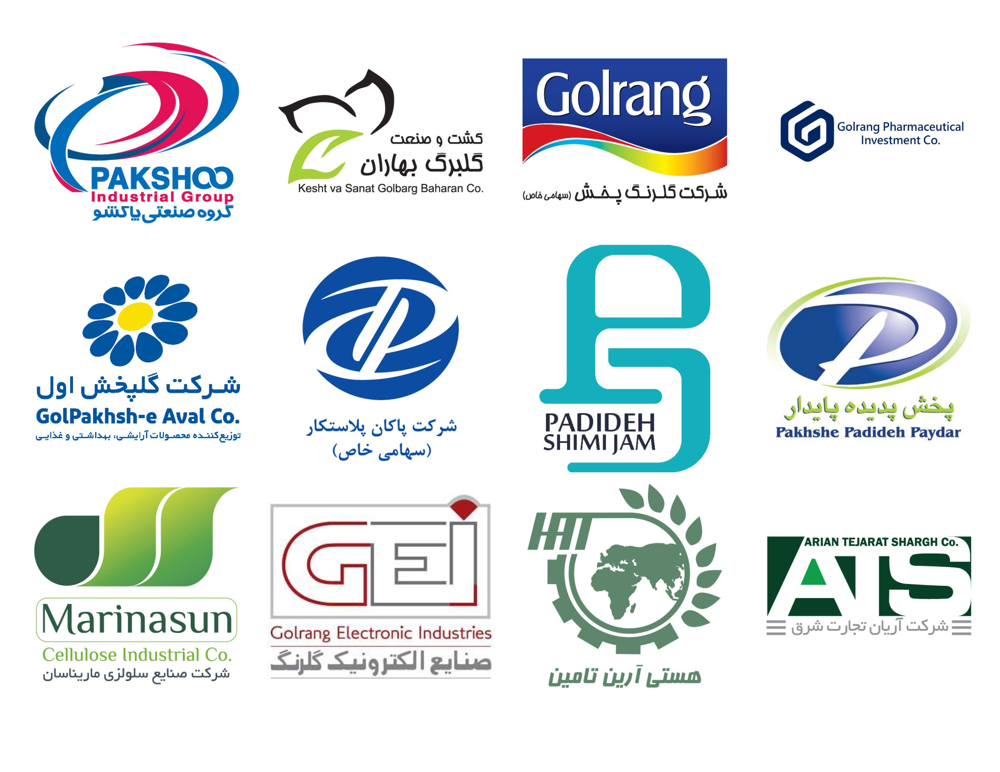 PAKSHOO
Industrial Group
گروه صنعتی پاکشو
کشت و صنعت
گلبرگ بهاران
Kesht va Sanat Golbarg Baharan Co.
Golrang
شرکت گلرنگ پخش (سهامی خاص)
Golrang Pharmaceutical
Investment Co.
شرکت گلپخش اول
GolPakhsh-e Aval Co.
توزیع‌کننده محصولات آرایشی، بهداشتی و غذایی
شرکت پاکان پلاستکار
(سهامی خاص)
PADIDEH
SHIMI JAM
پخش پدیده پایدار
Pakhshe Padideh Paydar
Marinasun
Cellulose Industrial Co.
شرکت صنایع سلولزی ماریناسان
GEI
Golrang Electronic Industries
صنایع الکترونیک گلرنگ
HAT
هستی آرین تامین
ARIAN TEJARAT SHARGH Co.
ATS
شرکت آریان تجارت شرق